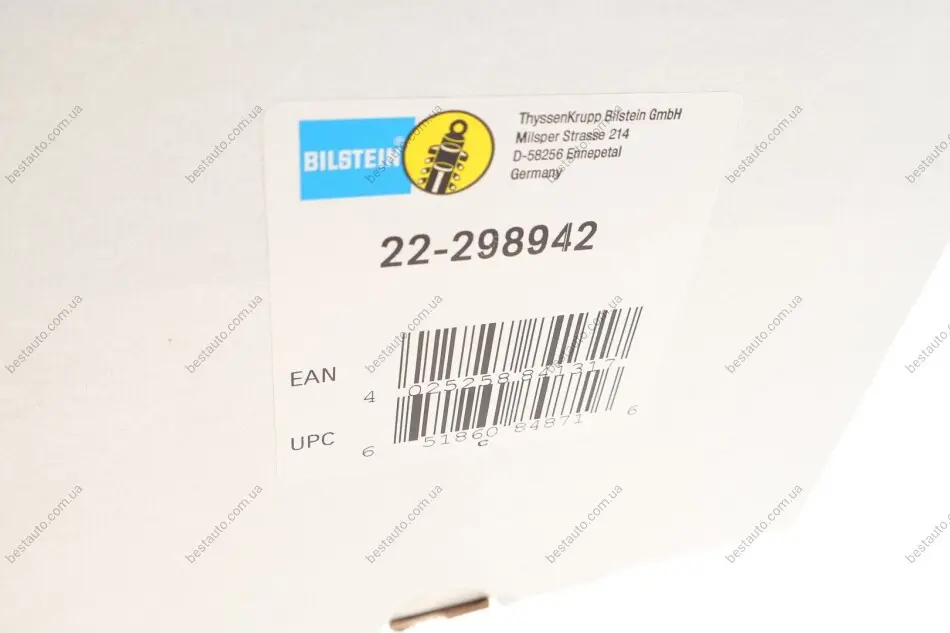 BILSTEIN®
ThyssenKrupp Bilstein GmbH
Milsper Strasse 214
D-58256 Ennepetal
Germany
22-298942
EAN
4 025258 841317
UPC
6 51860 84871 6
c
bestauto.com.ua